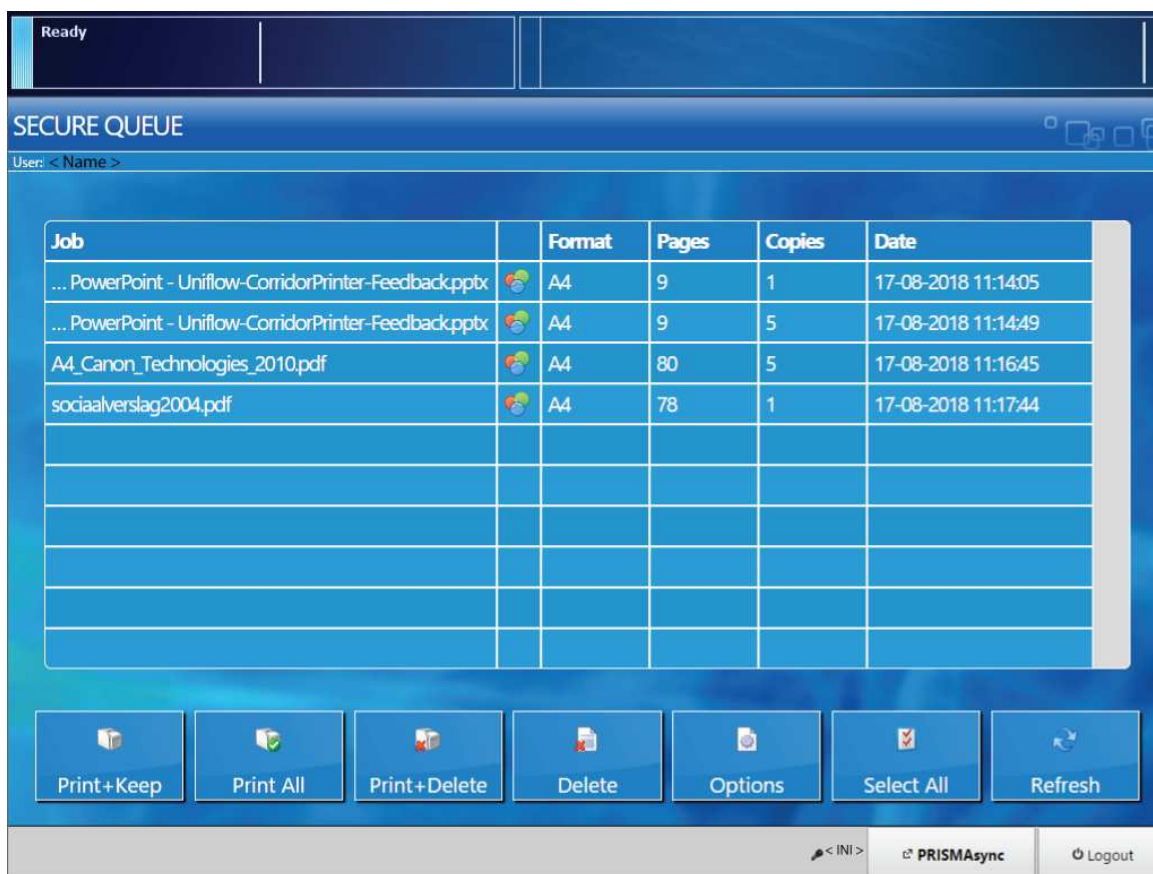 Ready
SECURE QUEUE
User: < Name >
Job Format Pages Copies Date
... PowerPoint - Uniflow-CorridorPrinter-Feedback.pptx A4 9 1 17-08-2018 11:14:05
... PowerPoint - Uniflow-CorridorPrinter-Feedback.pptx A4 9 5 17-08-2018 11:14:49
A4_Canon_Technologies_2010.pdf A4 80 5 17-08-2018 11:16:45
sociaalverslag2004.pdf A4 78 1 17-08-2018 11:17:44
Print+Keep Print All Print+Delete Delete Options Select All Refresh
< INI > PRISMAsync Logout